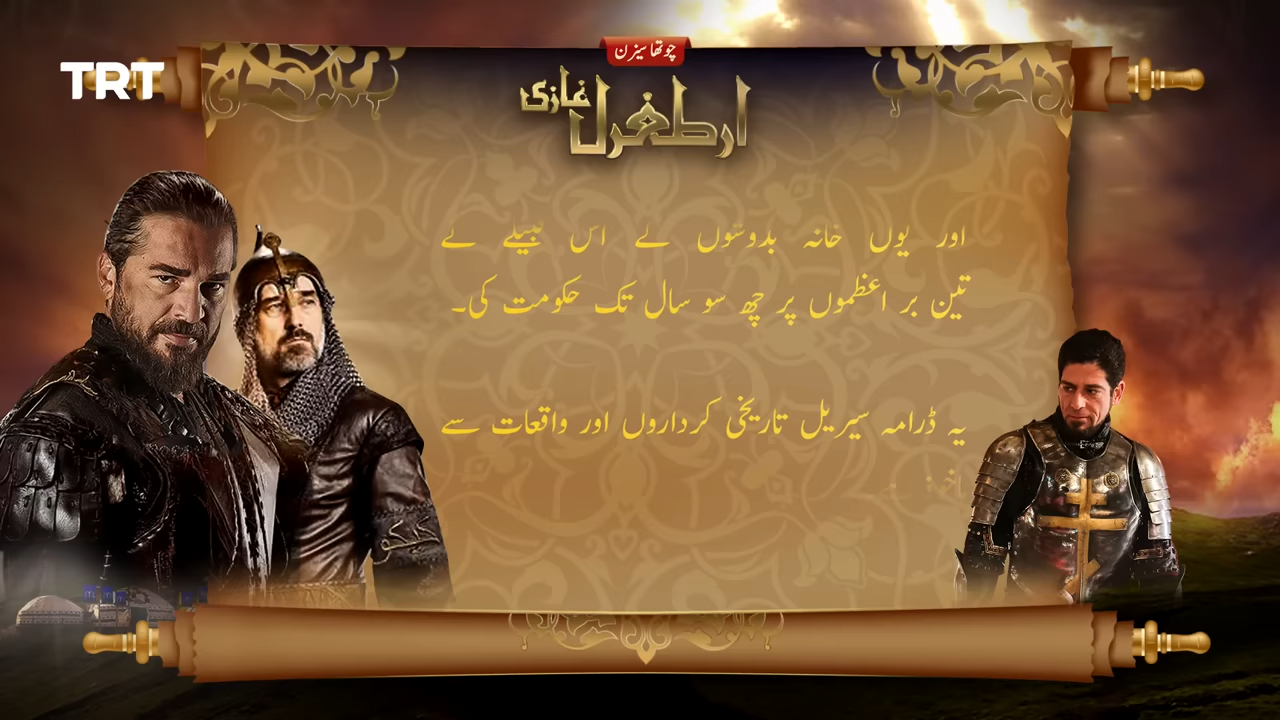 TRT
چوتھا سیزن
ارطغرل غازی
اور یوں خانہ بدوشوں کے اس قبیلے نے
تین بر اعظموں پر چھ سو سال تک حکومت کی۔
یہ ڈرامہ سیریل تاریخی کرداروں اور واقعات سے